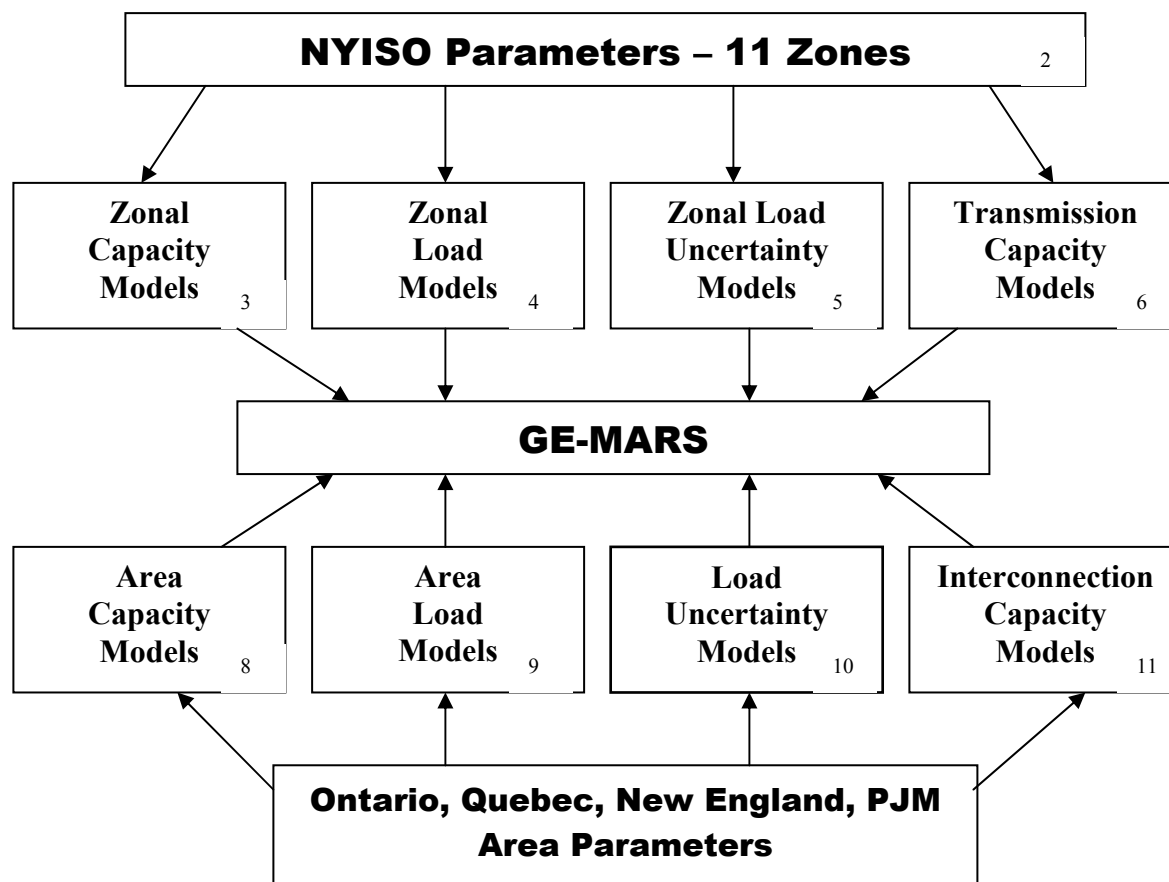 NYISO Parameters – 11 Zones
2
Zonal
Capacity
Models
3
Zonal
Load
Models
4
Zonal Load
Uncertainty
Models
5
Transmission
Capacity
Models
6
GE-MARS
Area
Capacity
Models
8
Area
Load
Models
9
Load
Uncertainty
Models
10
Interconnection
Capacity
Models
11
Ontario, Quebec, New England, PJM
Area Parameters